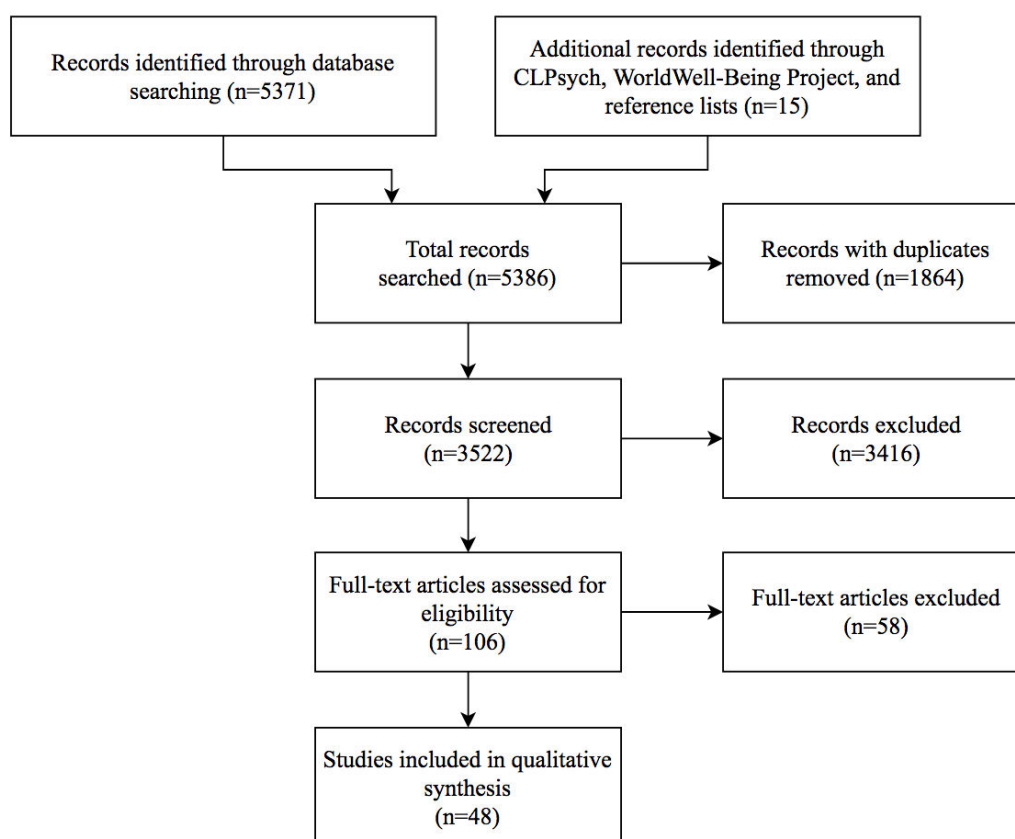 Records identified through database
searching (n=5371)
Additional records identified through
CLPsych, WorldWell-Being Project, and
reference lists (n=15)
Total records
searched (n=5386)
Records with duplicates
removed (n=1864)
Records screened
(n=3522)
Records excluded
(n=3416)
Full-text articles assessed for
eligibility
(n=106)
Full-text articles excluded
(n=58)
Studies included in qualitative
synthesis
(n=48)